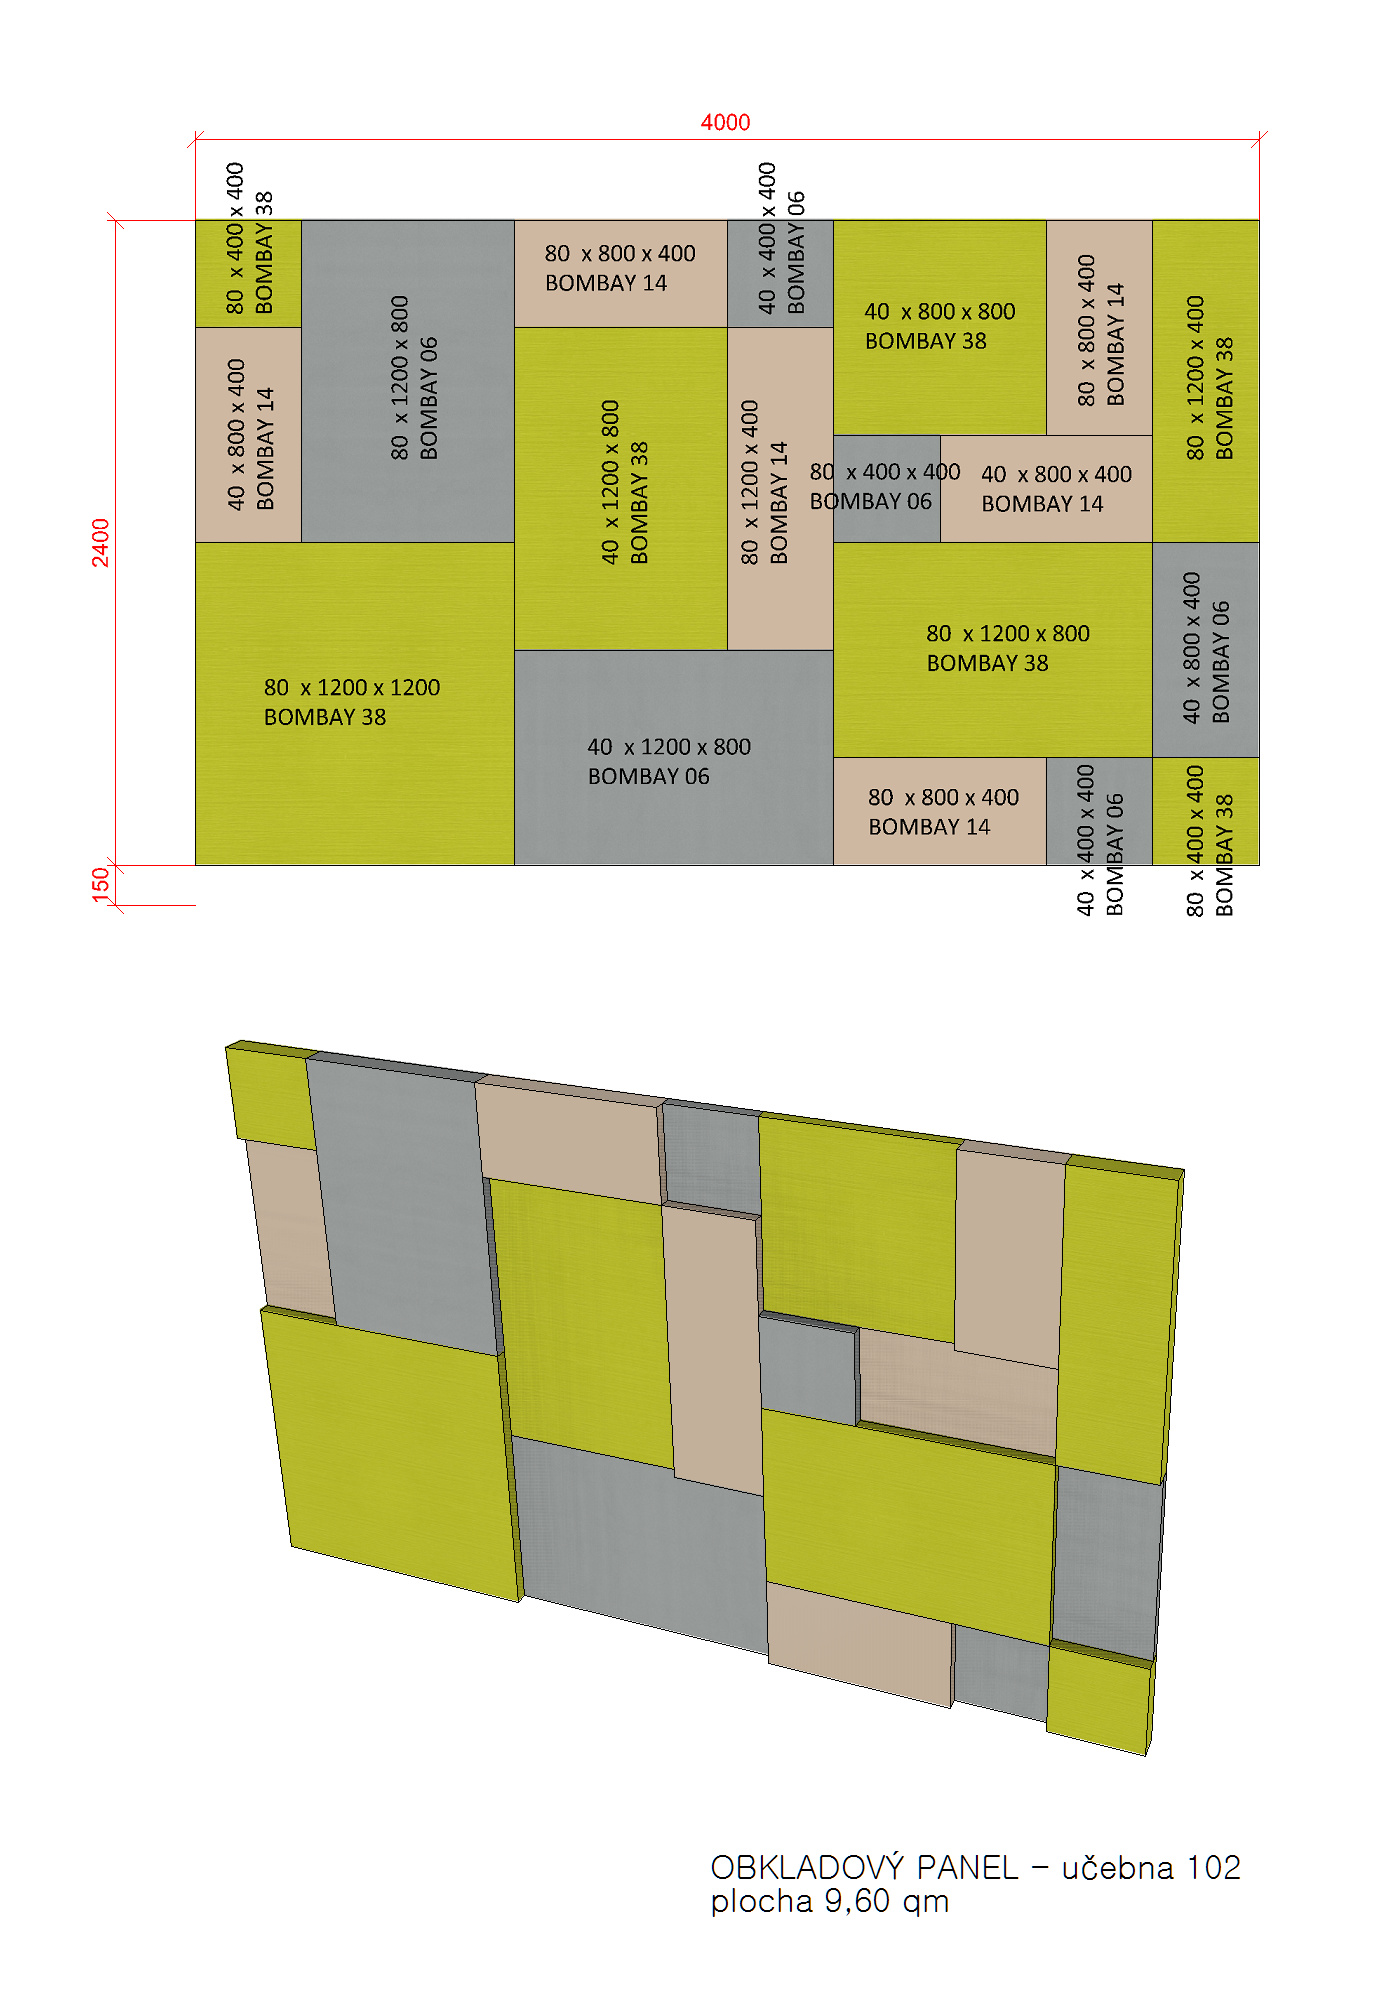 4000
80 x 400 x 400
BOMBAY 38
80 x 1200 x 800
BOMBAY 06
80 x 800 x 400
BOMBAY 14
40 x 400 x 400
BOMBAY 06
40 x 800 x 800
BOMBAY 38
80 x 800 x 400
BOMBAY 14
80 x 1200 x 400
BOMBAY 38
40 x 800 x 400
BOMBAY 14
40 x 1200 x 800
BOMBAY 38
80 x 1200 x 400
BOMBAY 14
80 x 400 x 400
BOMBAY 06
40 x 800 x 400
BOMBAY 14
2400
80 x 1200 x 1200
BOMBAY 38
40 x 1200 x 800
BOMBAY 06
80 x 1200 x 800
BOMBAY 38
40 x 800 x 400
BOMBAY 06
80 x 800 x 400
BOMBAY 14
40 x 400 x 400
BOMBAY 06
80 x 400 x 400
BOMBAY 38
150
OBKLADOVÝ PANEL – učebna 102
plocha 9,60 qm